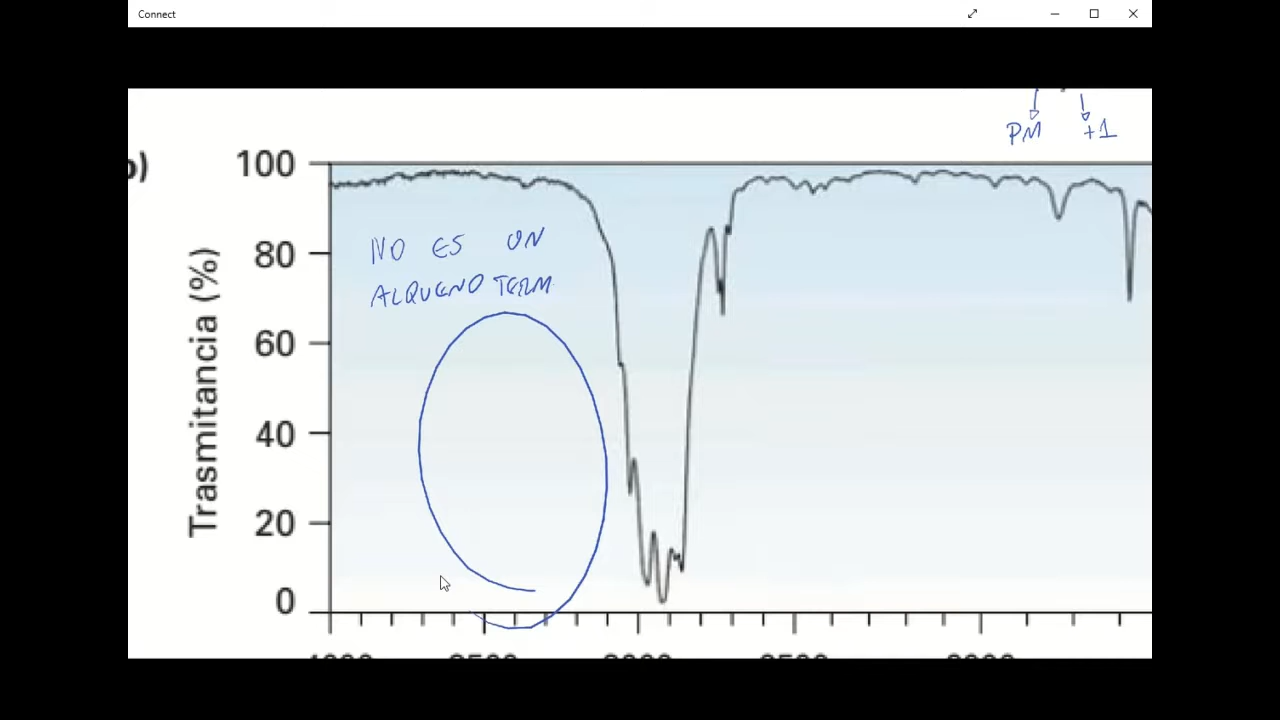 Connect
PM +1
b)
100
80
60
40
20
0
Trasmitancia (%)
NO ES UN
ALQUENO TERM